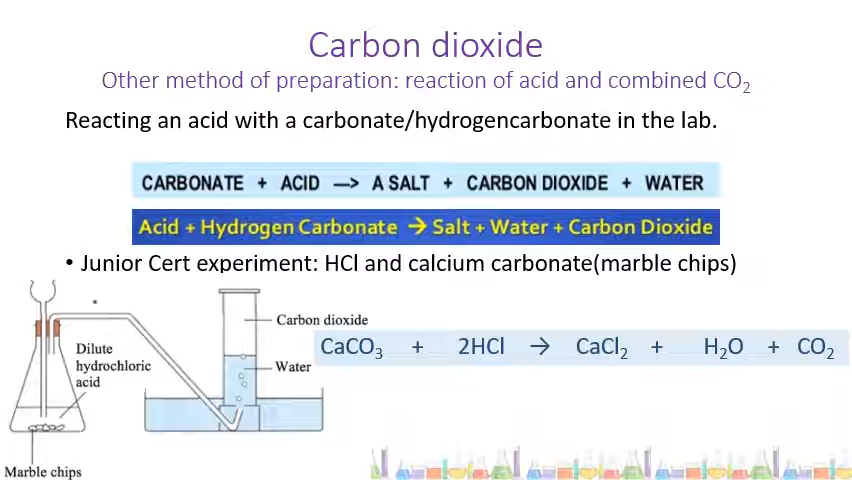 Carbon dioxide
Other method of preparation: reaction of acid and combined CO₂
Reacting an acid with a carbonate/hydrogencarbonate in the lab.
CARBONATE + ACID —> A SALT + CARBON DIOXIDE + WATER
Acid + Hydrogen Carbonate → Salt + Water + Carbon Dioxide
• Junior Cert experiment: HCl and calcium carbonate(marble chips)
Carbon dioxide
CaCO₃ + 2HCl → CaCl₂ + H₂O + CO₂
Dilute
hydrochloric
acid
Water
Marble chips